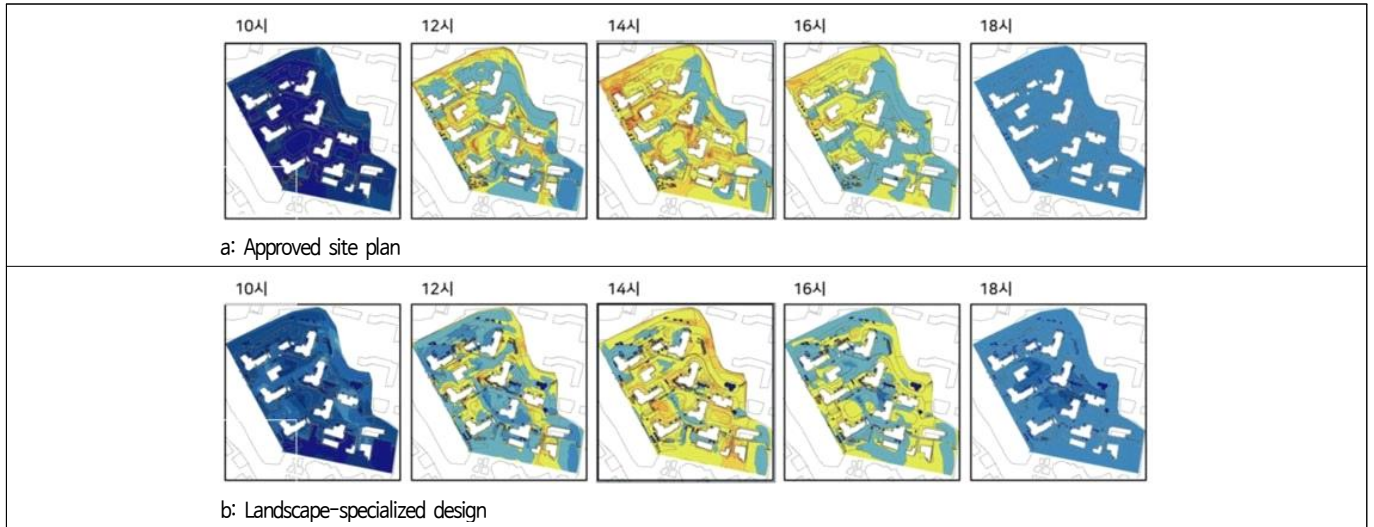 10시 12시 14시 16시 18시
a: Approved site plan
10시 12시 14시 16시 18시
b: Landscape-specialized design